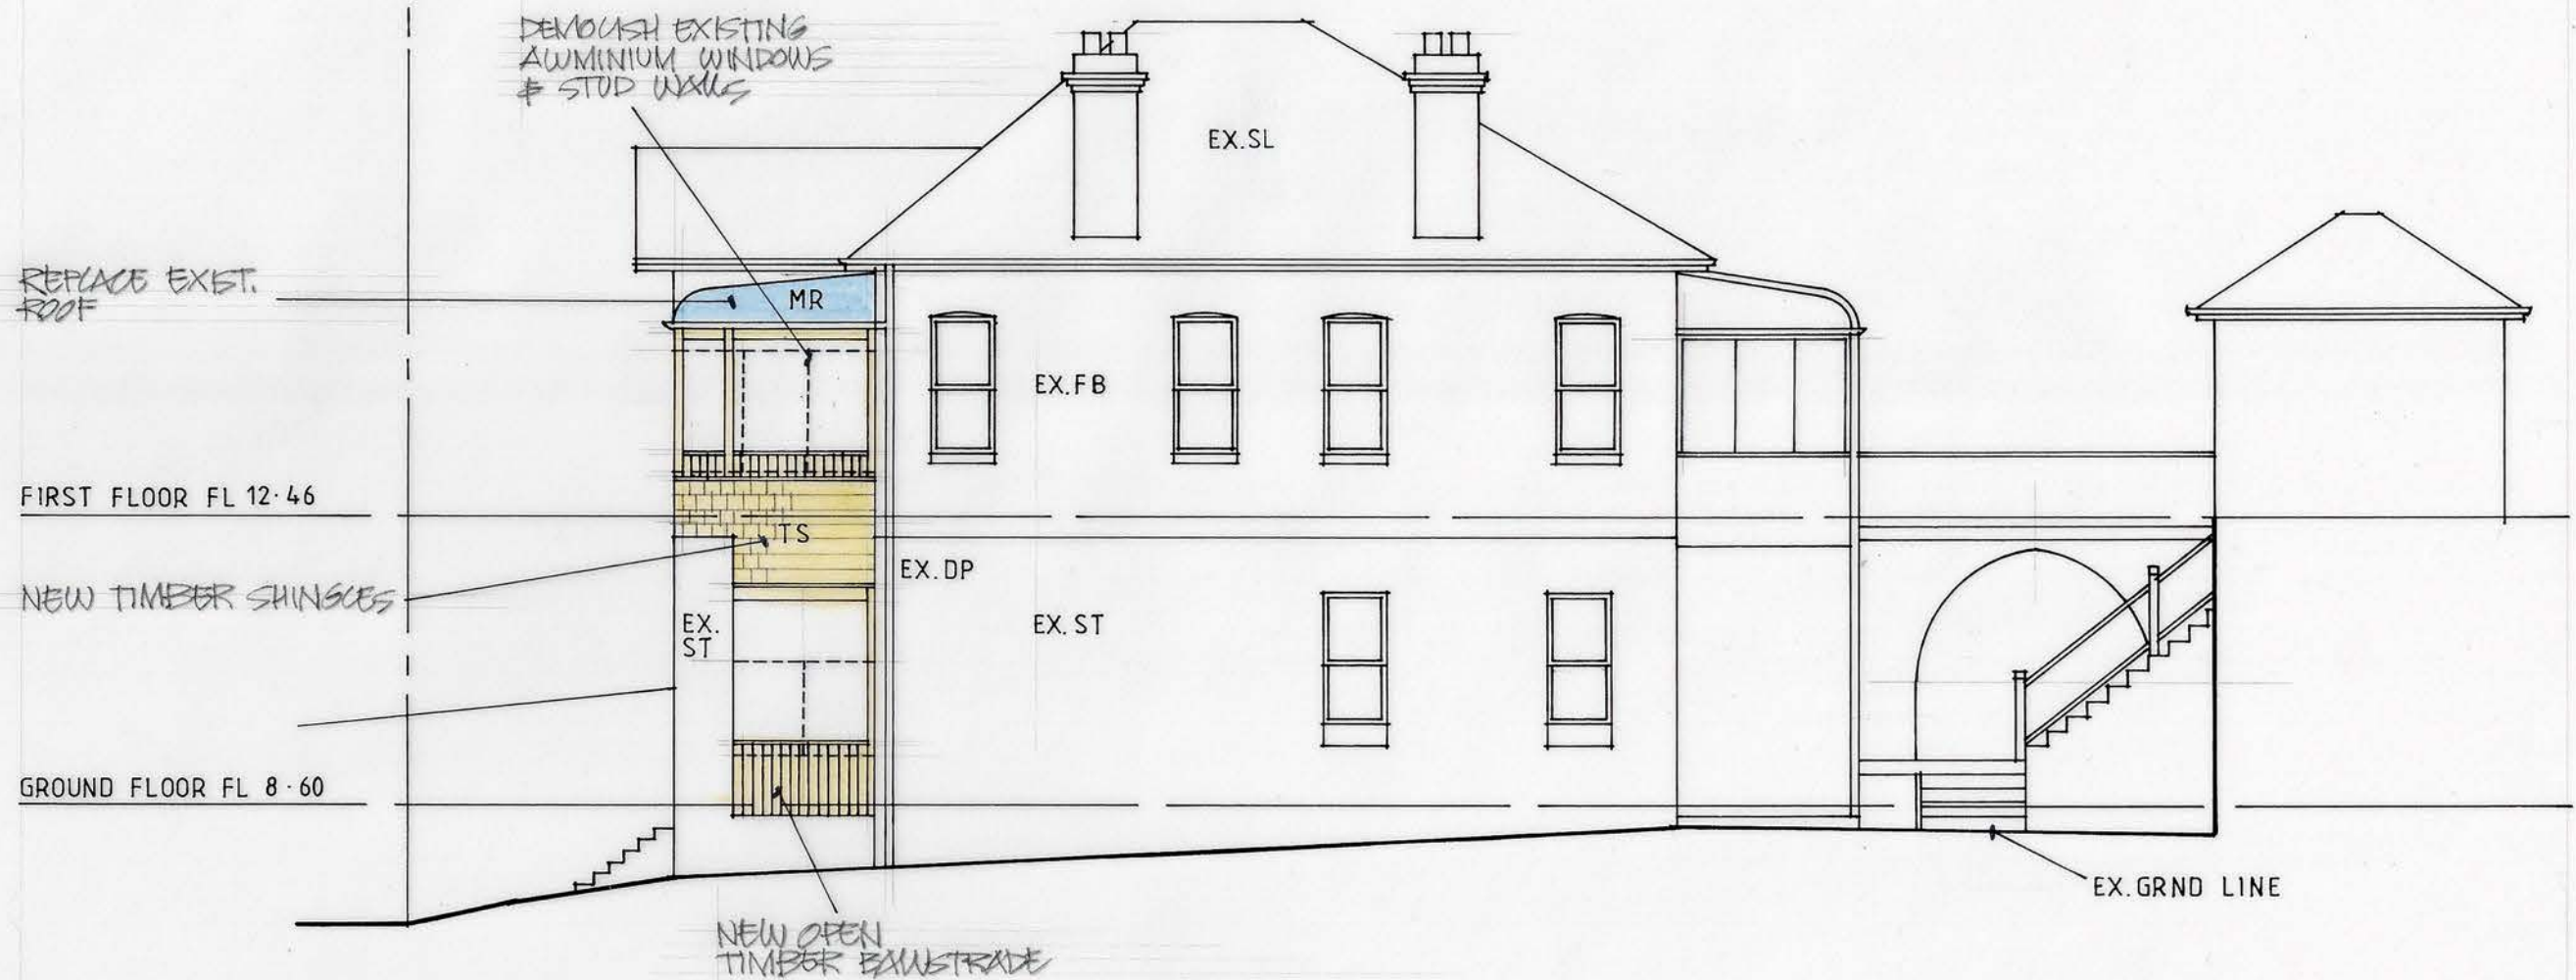 DEMOLISH EXISTING
ALUMINIUM WINDOWS
& STUD WALLS
EX.SL
REPLACE EXIST.
ROOF
MR
EX.FB
FIRST FLOOR FL 12·46
TS
NEW TIMBER SHINGLES
EX.DP
EX.
ST
EX.ST
GROUND FLOOR FL 8·60
EX.GRND LINE
NEW OPEN
TIMBER BALUSTRADE